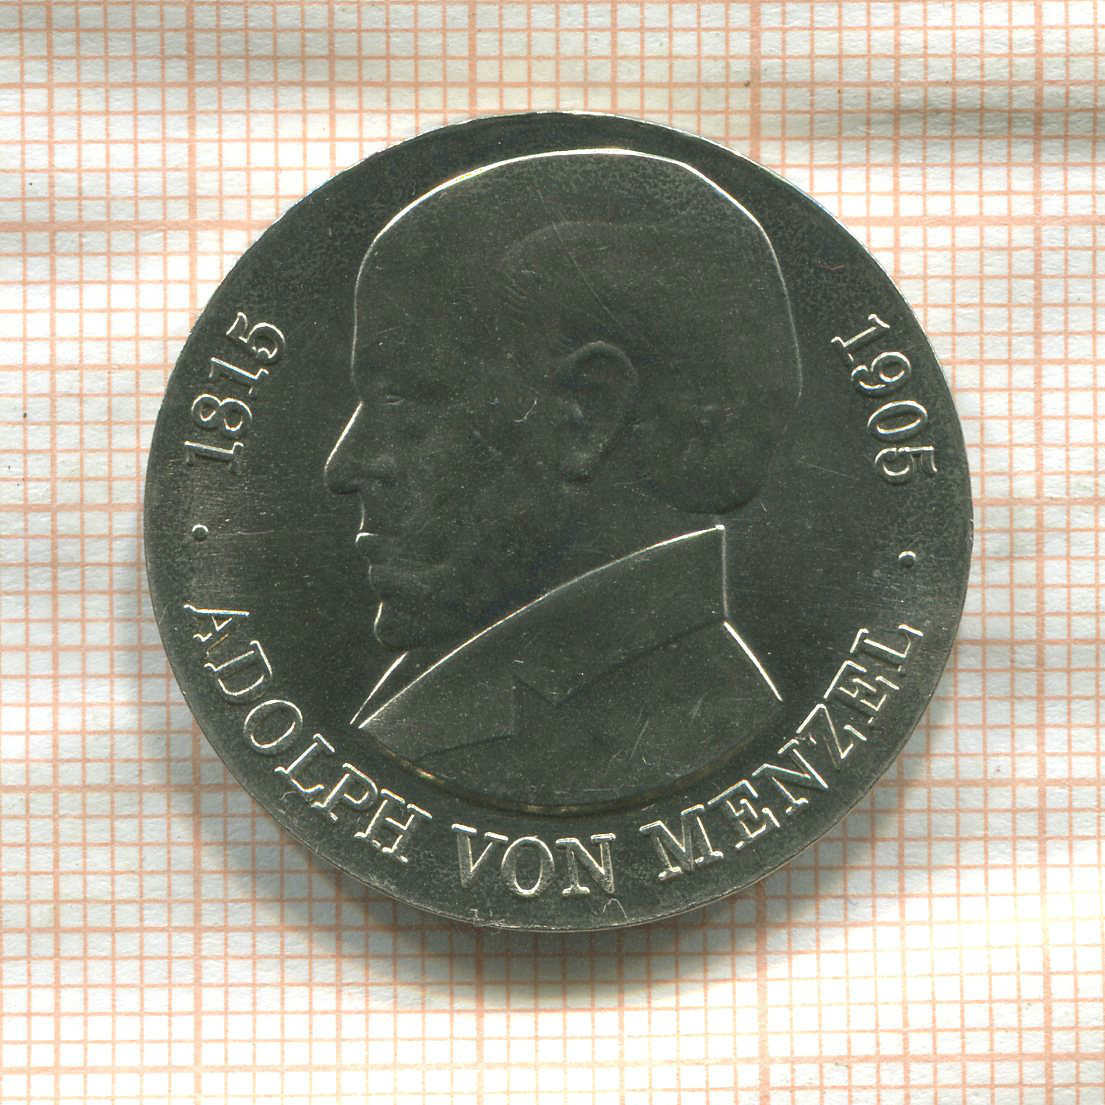 1815
1905
· ADOLPH VON MENZEL ·